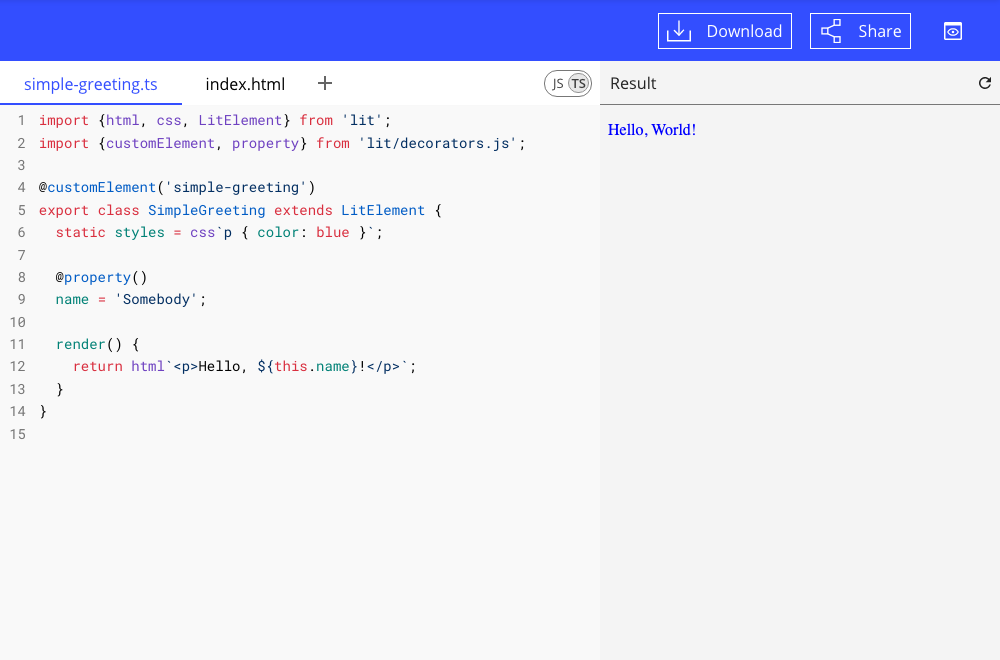 Download
Share
simple-greeting.ts
index.html
JS TS
Result
1 import {html, css, LitElement} from 'lit';
2 import {customElement, property} from 'lit/decorators.js';
3
4 @customElement('simple-greeting')
5 export class SimpleGreeting extends LitElement {
6   static styles = css`p { color: blue }`;
7
8   @property()
9   name = 'Somebody';
10
11   render() {
12     return html`<p>Hello, ${this.name}!</p>`;
13   }
14 }
15
Hello, World!